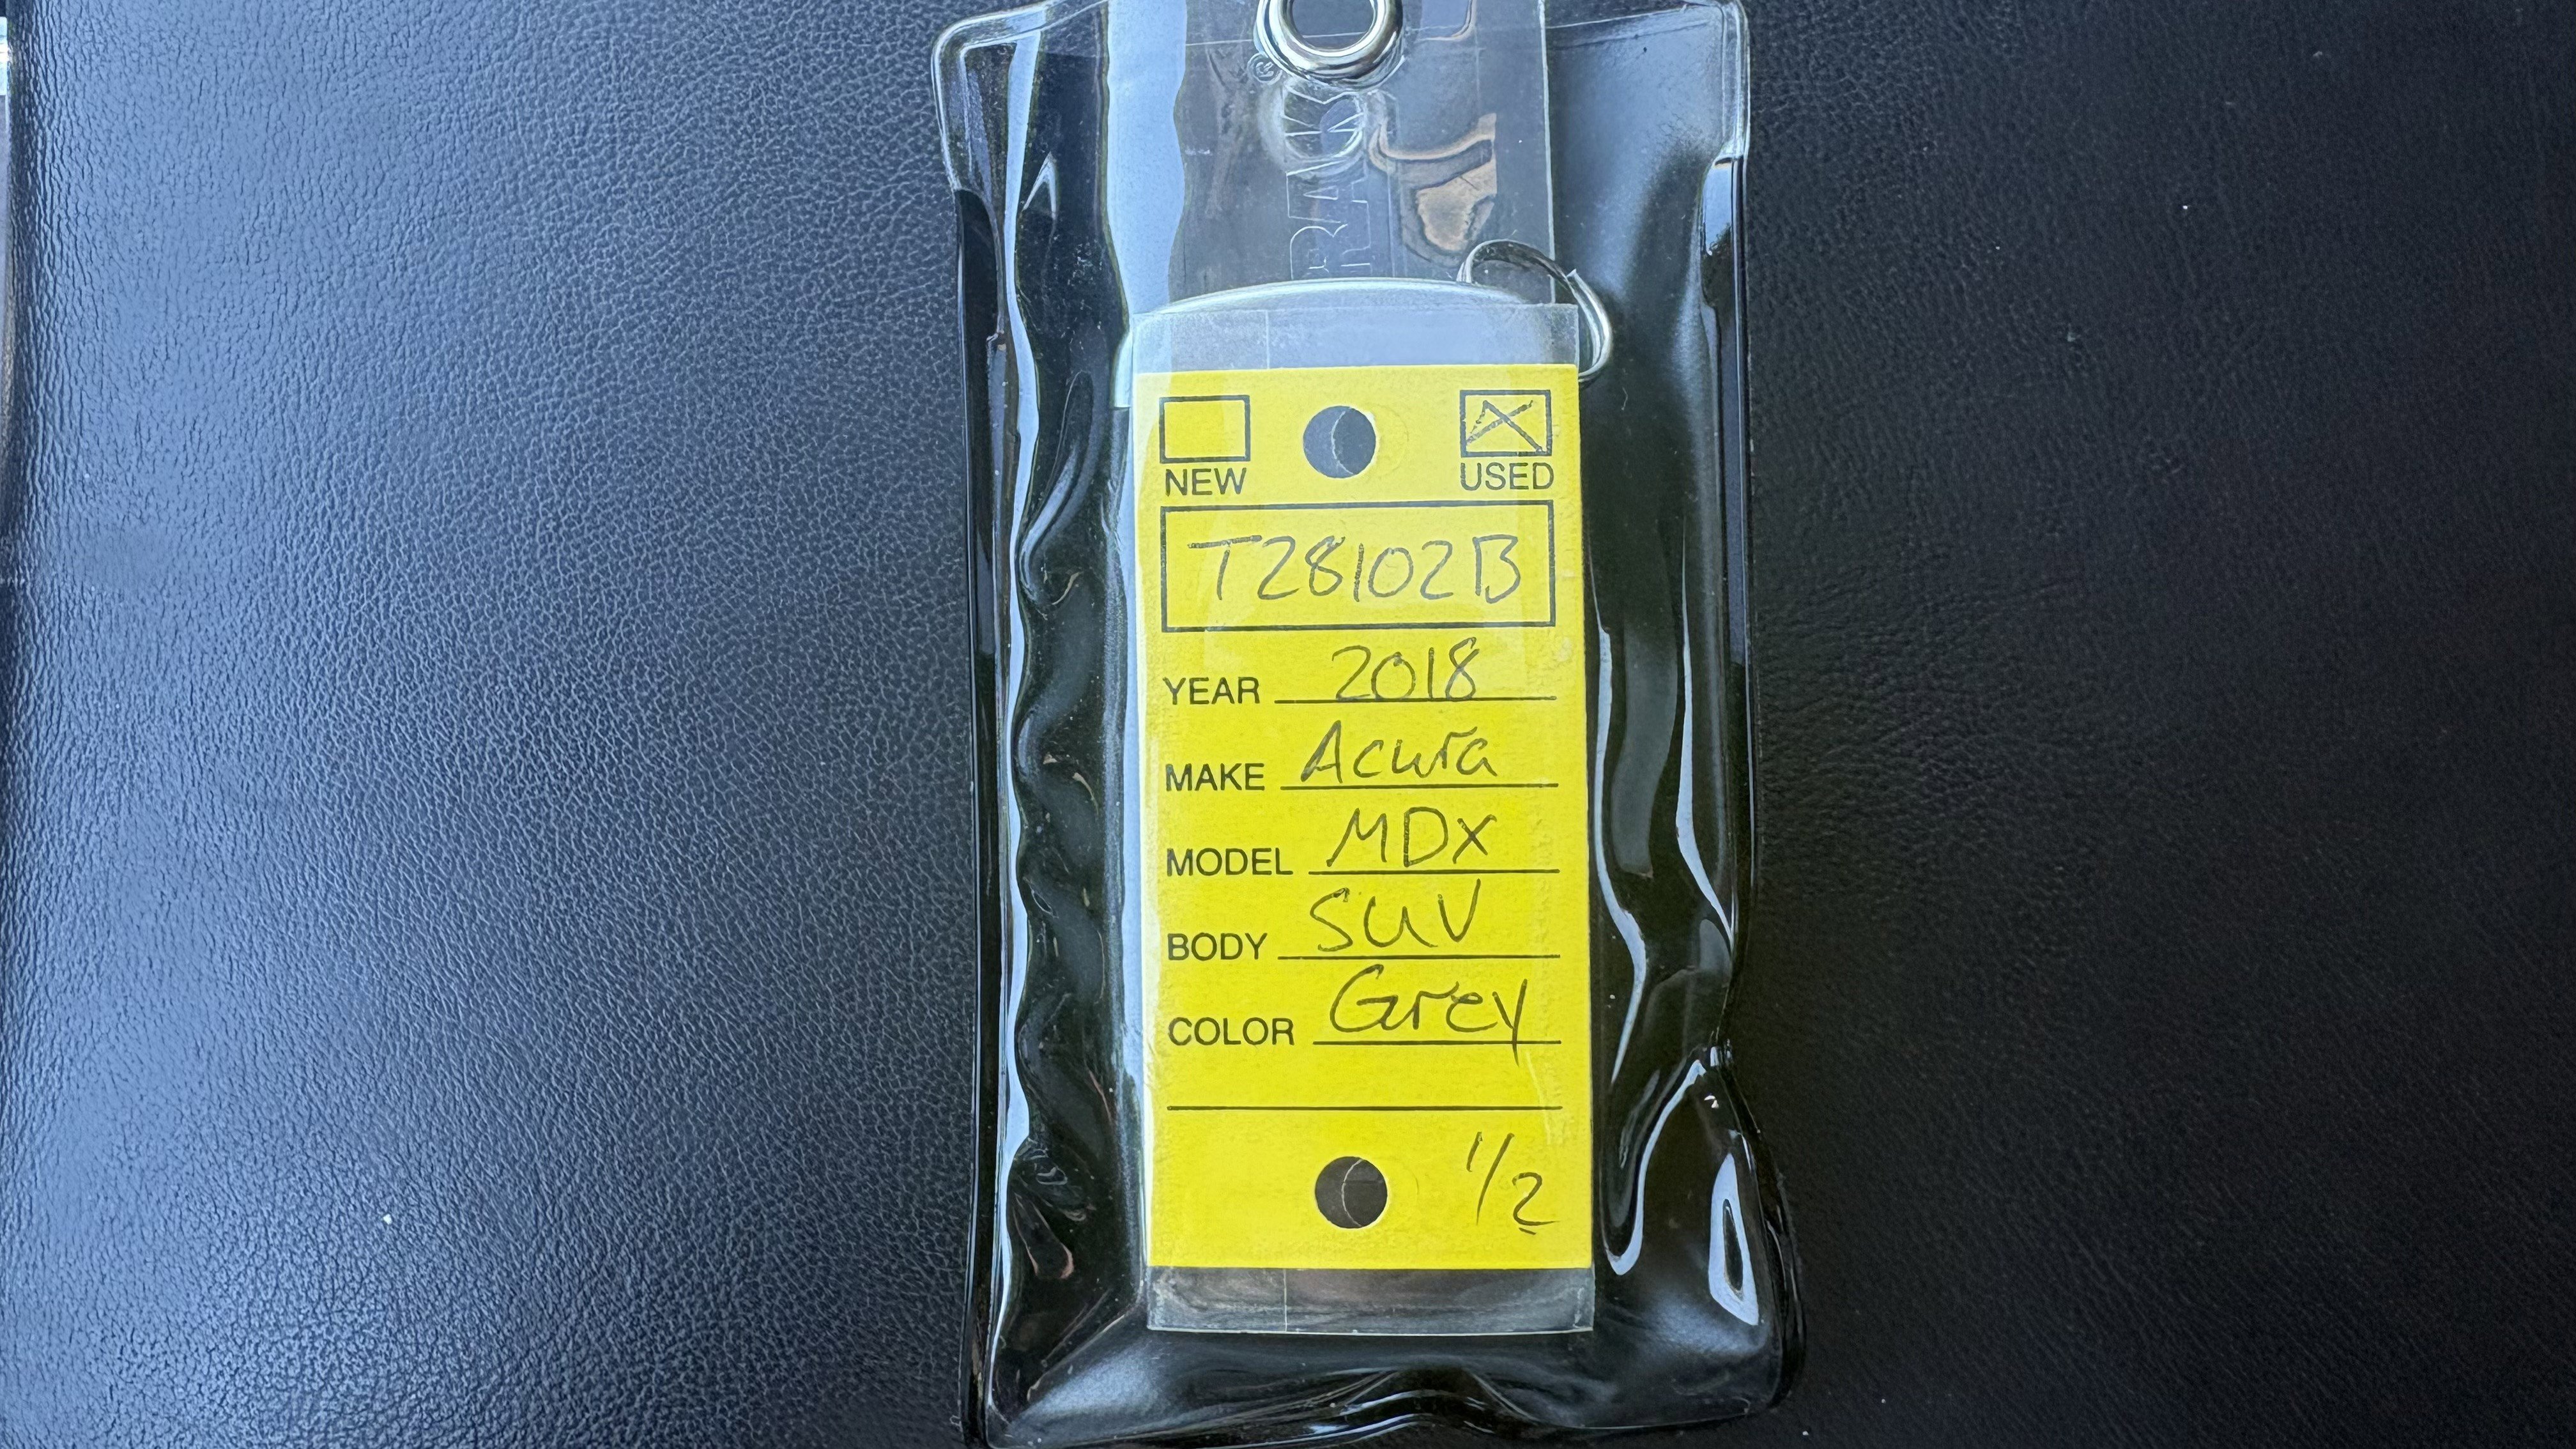 NEW USED
T28102B
YEAR 2018
MAKE Acura
MODEL MDX
BODY SUV
COLOR Grey
1/2